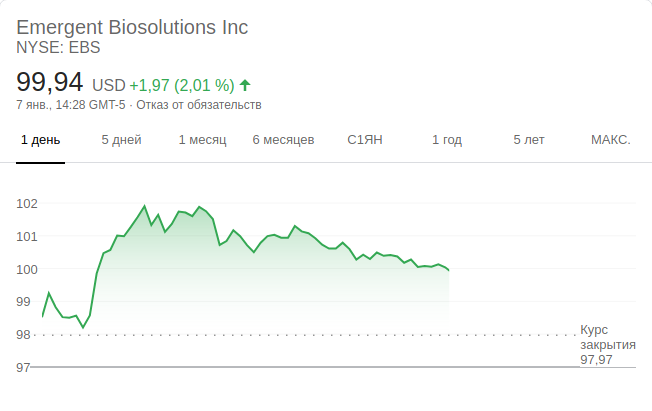 Emergent Biosolutions Inc
NYSE: EBS
99,94 USD +1,97 (2,01 %)
7 янв., 14:28 GMT-5 · Отказ от обязательств
1 день 5 дней 1 месяц 6 месяцев С1ЯН 1 год 5 лет МАКС.
102
101
100
99
98
Курс
закрытия
97,97
97